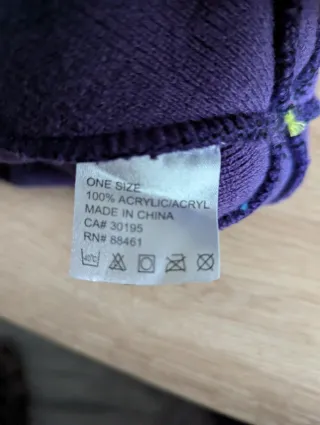 ONE SIZE
100% ACRYLIC/ACRYL
MADE IN CHINA
CA# 30195
RN# 88461
40°C